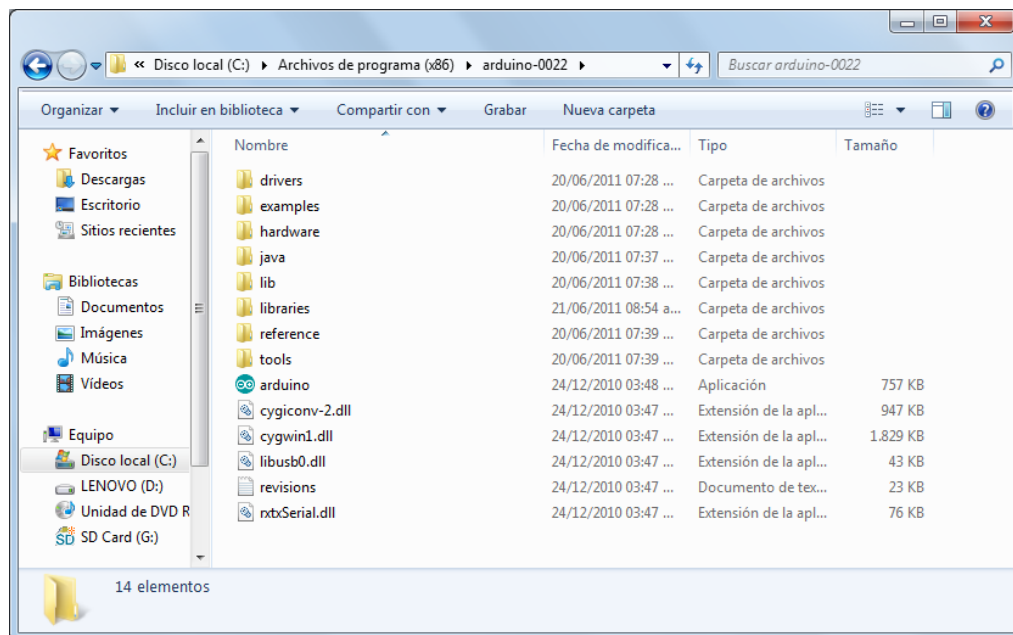 « Disco local (C:) ▸ Archivos de programa (x86) ▸ arduino-0022 ▸ Buscar arduino-0022
Organizar Incluir en biblioteca Compartir con Grabar Nueva carpeta
Favoritos
Descargas
Escritorio
Sitios recientes
Bibliotecas
Documentos
Imágenes
Música
Vídeos
Equipo
Disco local (C:)
LENOVO (D:)
Unidad de DVD R
SD Card (G:)
Nombre Fecha de modifica... Tipo Tamaño
drivers 20/06/2011 07:28 ... Carpeta de archivos
examples 20/06/2011 07:28 ... Carpeta de archivos
hardware 20/06/2011 07:28 ... Carpeta de archivos
java 20/06/2011 07:37 ... Carpeta de archivos
lib 20/06/2011 07:38 ... Carpeta de archivos
libraries 21/06/2011 08:54 a... Carpeta de archivos
reference 20/06/2011 07:39 ... Carpeta de archivos
tools 20/06/2011 07:39 ... Carpeta de archivos
arduino 24/12/2010 03:48 ... Aplicación 757 KB
cygiconv-2.dll 24/12/2010 03:47 ... Extensión de la apl... 947 KB
cygwin1.dll 24/12/2010 03:47 ... Extensión de la apl... 1.829 KB
libusb0.dll 24/12/2010 03:47 ... Extensión de la apl... 43 KB
revisions 24/12/2010 03:47 ... Documento de tex... 23 KB
rxtxSerial.dll 24/12/2010 03:47 ... Extensión de la apl... 76 KB
14 elementos